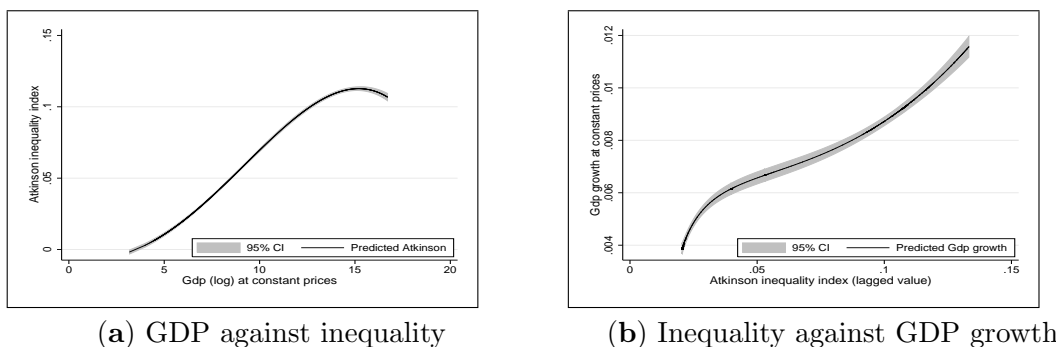 .15
.1
.05
0
Atkinson inequality index
95% CI Predicted Atkinson
0 5 10 15 20
Gdp (log) at constant prices
(a) GDP against inequality
.012
.01
.008
.006
.004
Gdp growth at constant prices
95% CI Predicted Gdp growth
0 .05 .1 .15
Atkinson inequality index (lagged value)
(b) Inequality against GDP growth